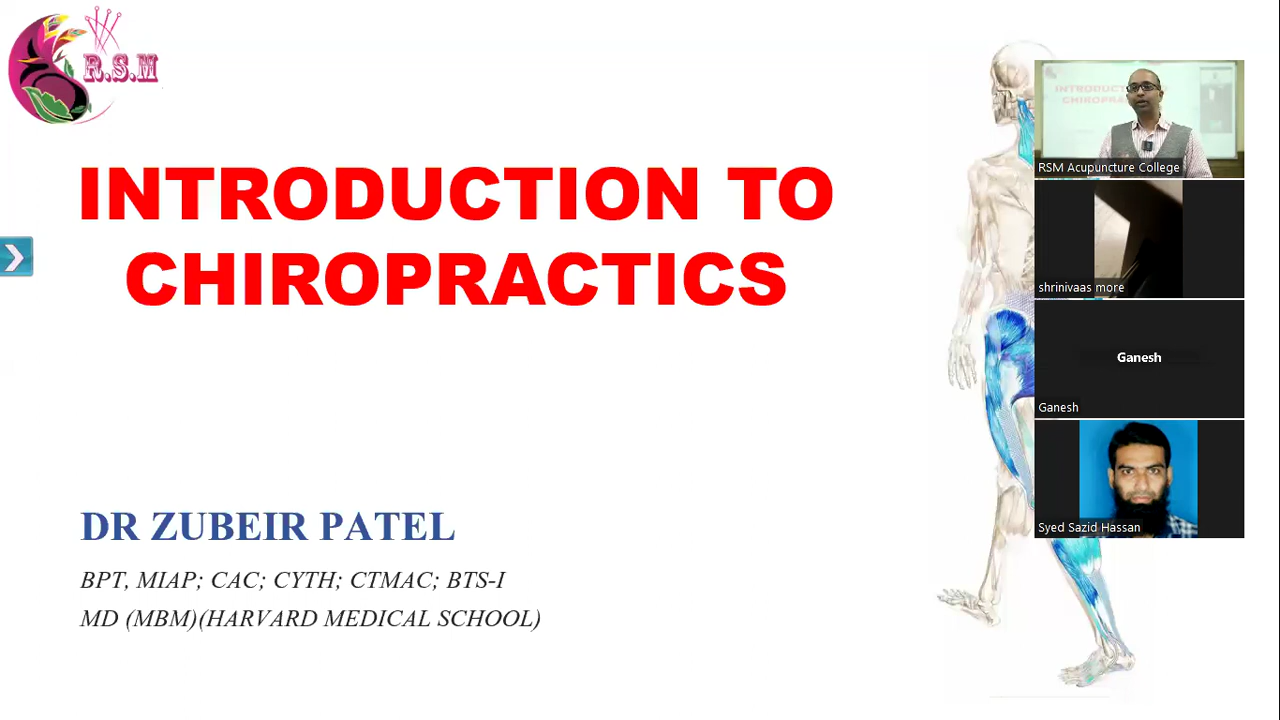 R.S.M
INTRODUCTION TO
CHIROPRACTICS
DR ZUBEIR PATEL
BPT, MIAP; CAC; CYTH; CTMAC; BTS-I
MD (MBM)(HARVARD MEDICAL SCHOOL)
RSM Acupuncture College
shrinivaas more
Ganesh
Ganesh
Syed Sazid Hassan